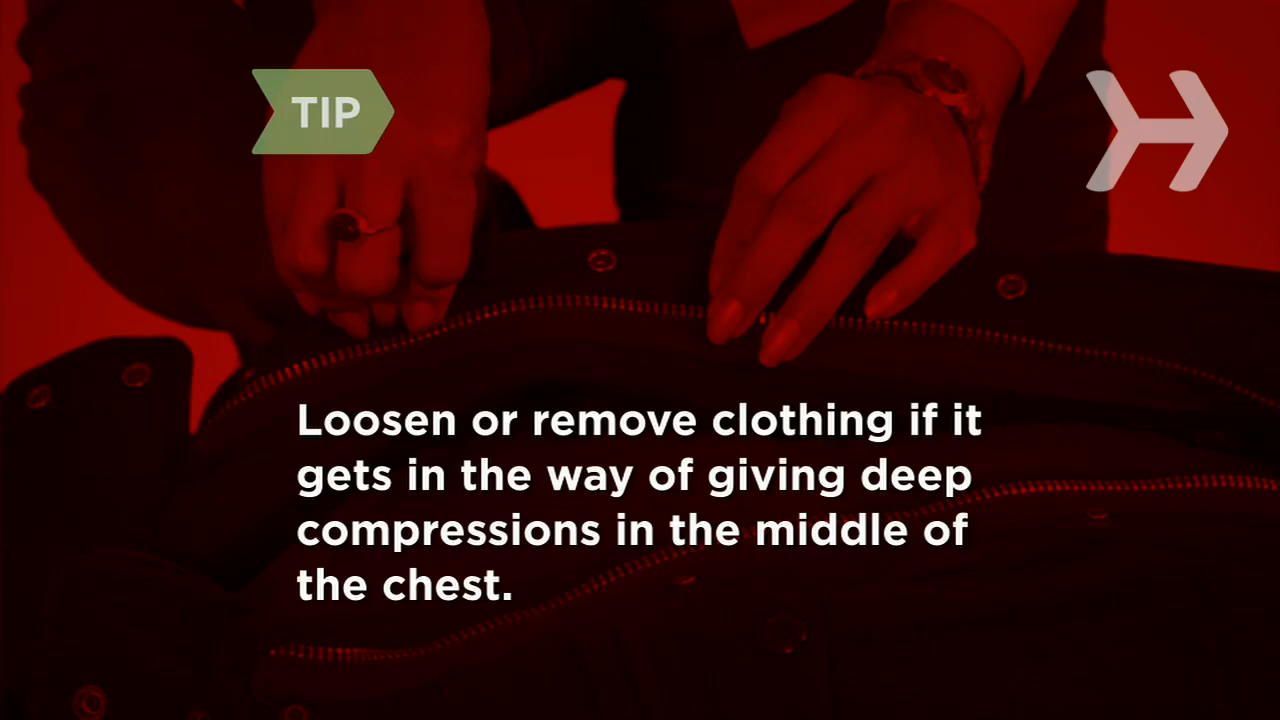 TIP
Loosen or remove clothing if it
gets in the way of giving deep
compressions in the middle of
the chest.